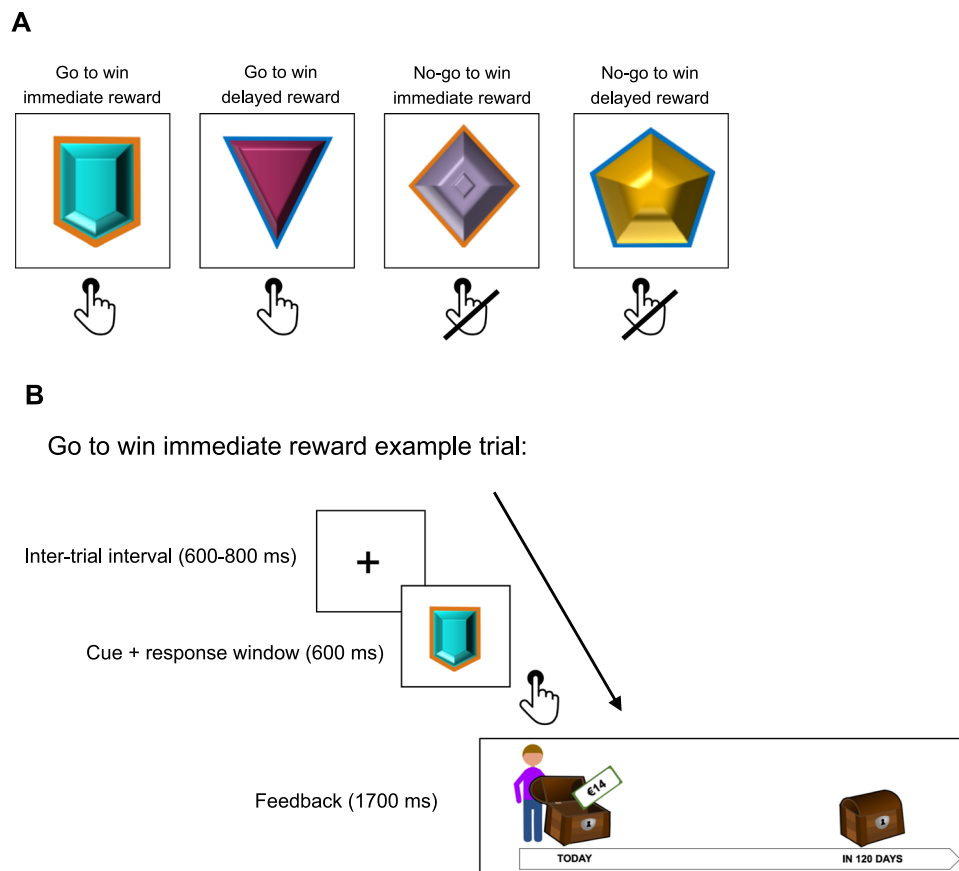 A
Go to win
immediate reward
Go to win
delayed reward
No-go to win
immediate reward
No-go to win
delayed reward
B
Go to win immediate reward example trial:
Inter-trial interval (600-800 ms)
+
Cue + response window (600 ms)
Feedback (1700 ms)
€14
TODAY
IN 120 DAYS